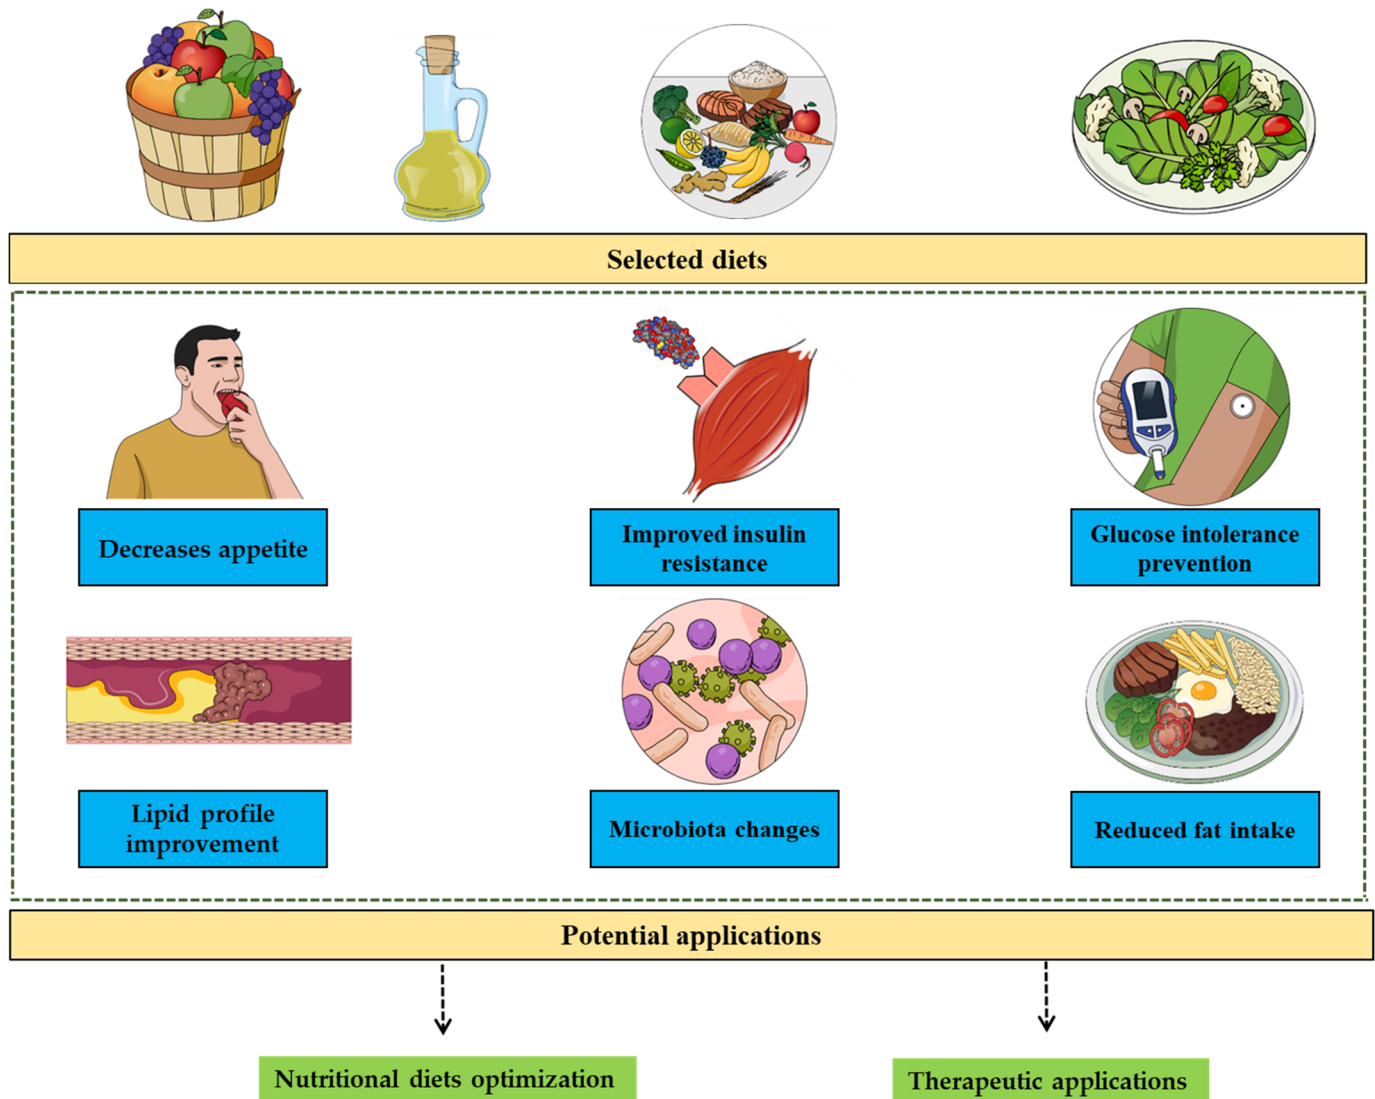 Selected diets
Decreases appetite
Improved insulin
resistance
Glucose intolerance
prevention
Lipid profile
improvement
Microbiota changes
Reduced fat intake
Potential applications
Nutritional diets optimization
Therapeutic applications